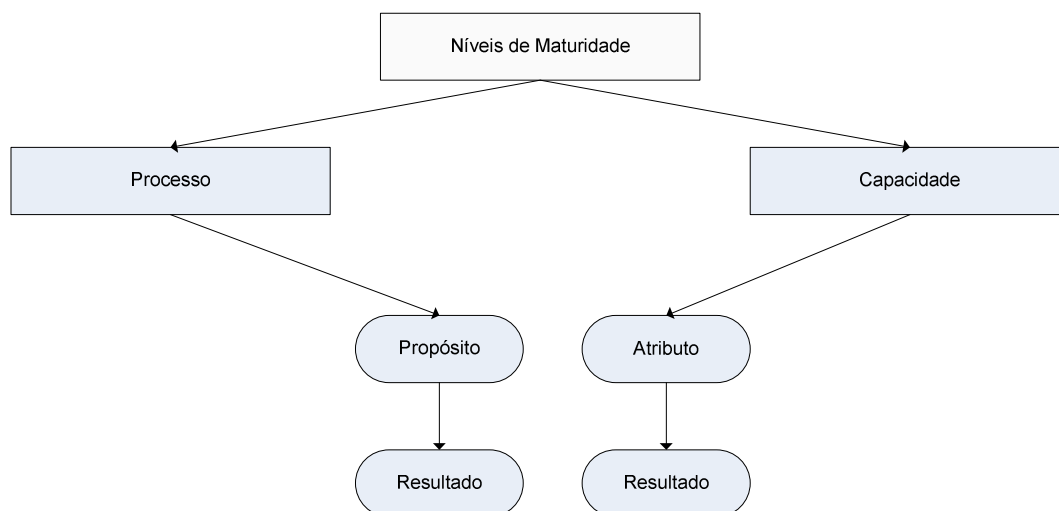 Níveis de Maturidade
Processo
Capacidade
Propósito
Atributo
Resultado
Resultado